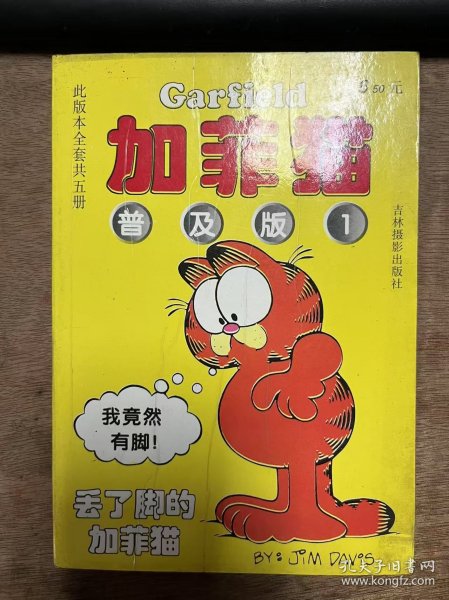 Garfield
6.50元
加菲猫
普及版1
此版本全套共五册
吉林摄影出版社
我竟然
有脚！
丢了脚的
加菲猫
BY: JIM DAVIS
孔夫子旧书网
www.kongfz.com